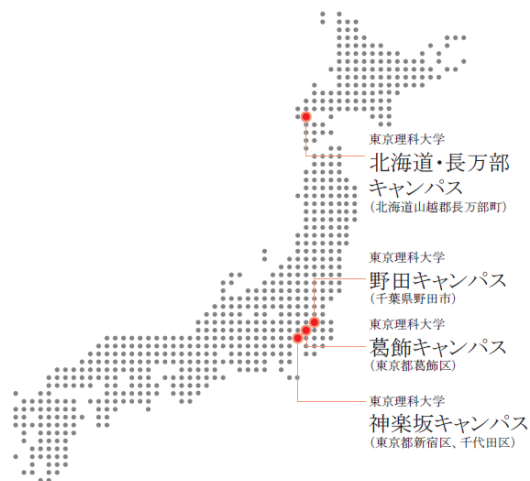 東京理科大学
北海道・長万部
キャンパス
（北海道山越郡長万部町）
東京理科大学
野田キャンパス
（千葉県野田市）
東京理科大学
葛飾キャンパス
（東京都葛飾区）
東京理科大学
神楽坂キャンパス
（東京都新宿区、千代田区）